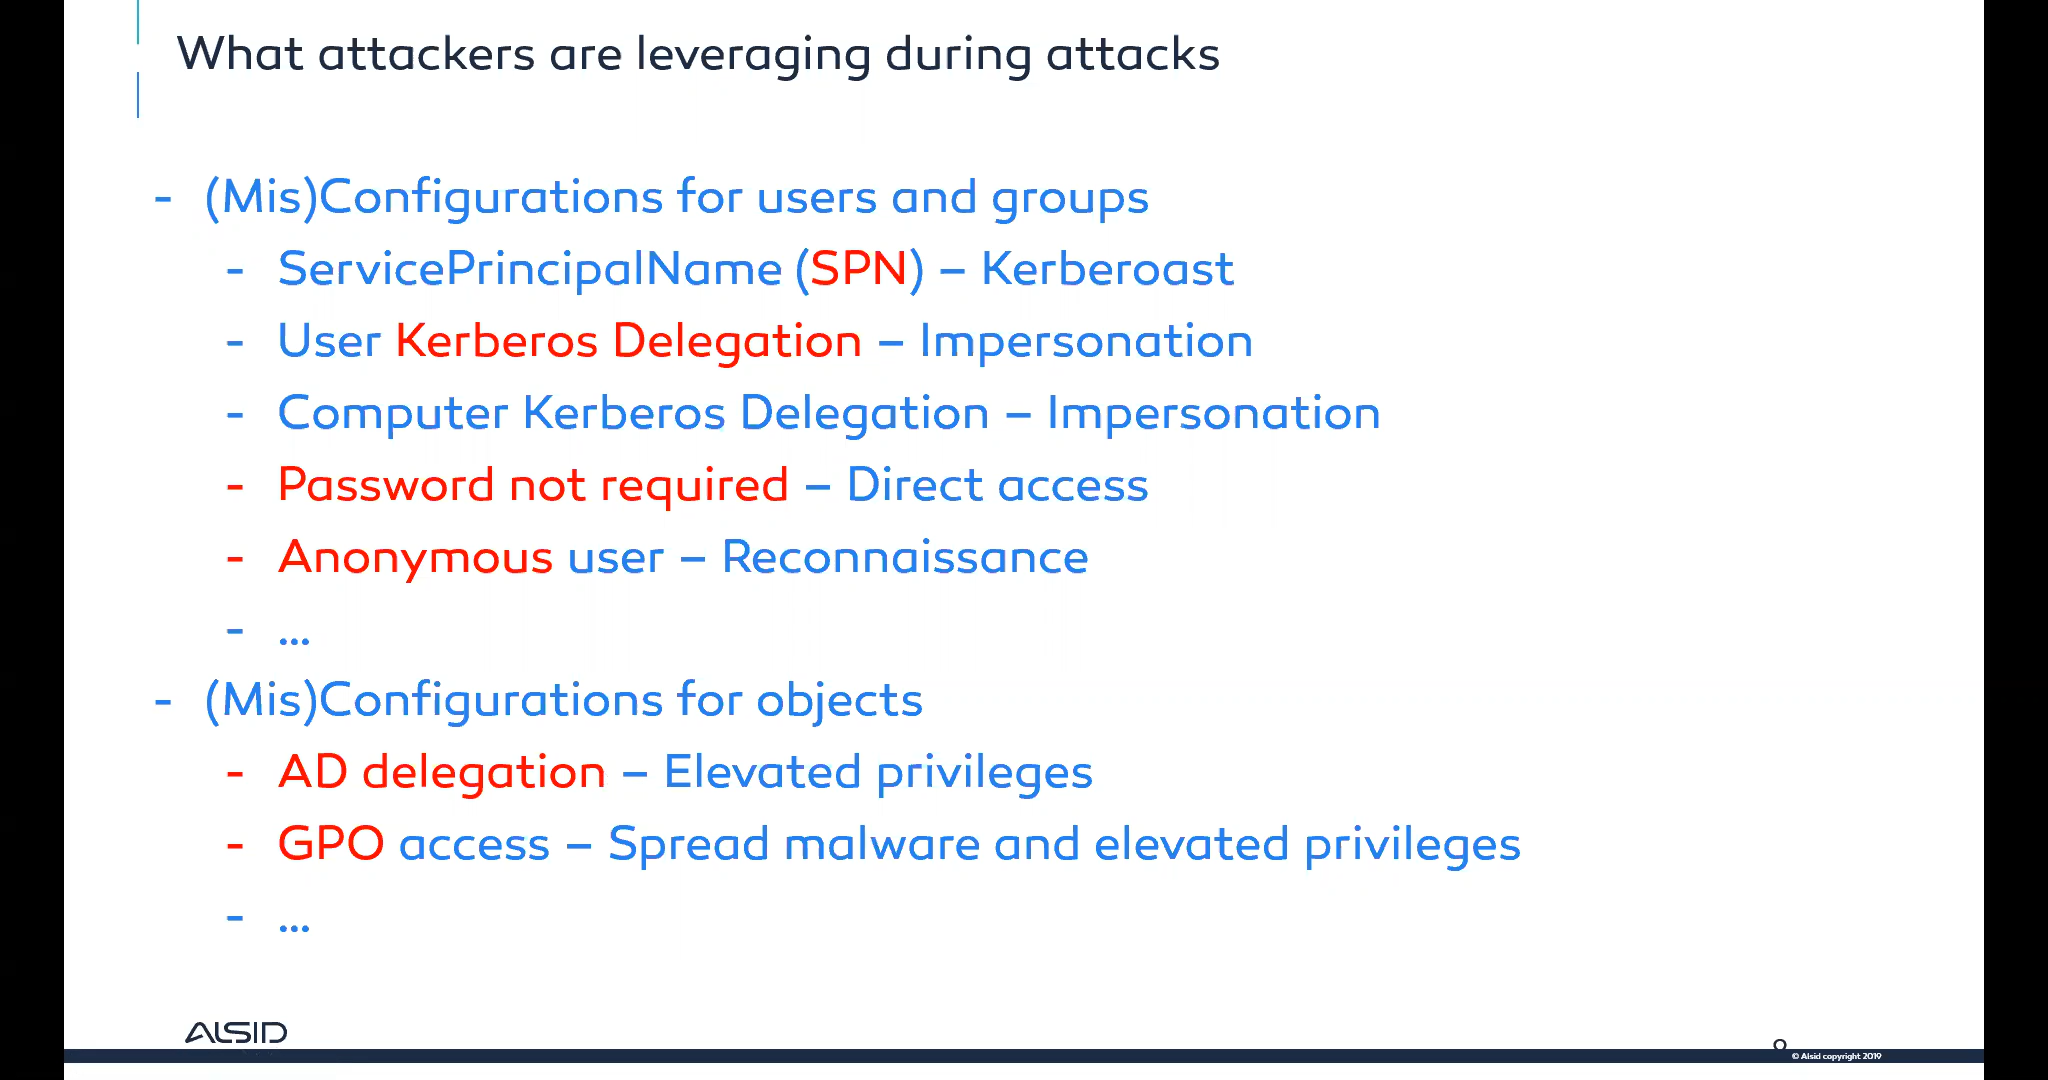 What attackers are leveraging during attacks
- (Mis)Configurations for users and groups
- ServicePrincipalName (SPN) – Kerberoast
- User Kerberos Delegation – Impersonation
- Computer Kerberos Delegation – Impersonation
- Password not required – Direct access
- Anonymous user – Reconnaissance
- ...
- (Mis)Configurations for objects
- AD delegation – Elevated privileges
- GPO access – Spread malware and elevated privileges
- ...
ALSID
© Alsid copyright 2019